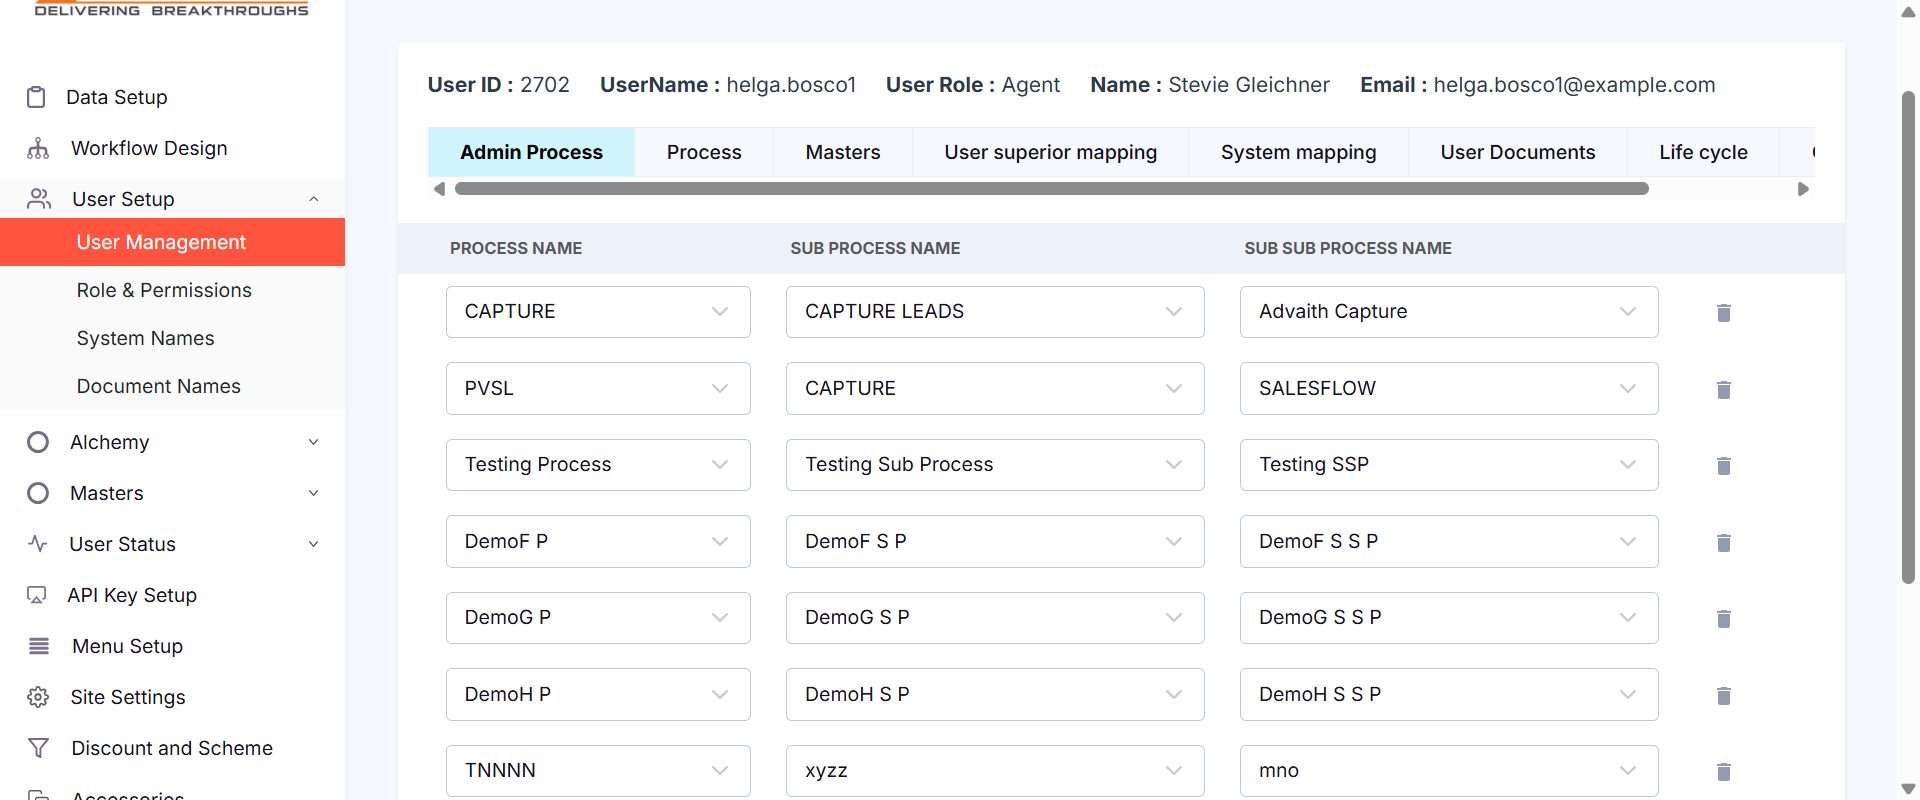 DELIVERING BREAKTHROUGHS
Data Setup
Workflow Design
User Setup
User Management
Role & Permissions
System Names
Document Names
Alchemy
Masters
User Status
API Key Setup
Menu Setup
Site Settings
Discount and Scheme
Accessories
User ID : 2702 UserName : helga.bosco1 User Role : Agent Name : Stevie Gleichner Email : helga.bosco1@example.com
Admin Process Process Masters User superior mapping System mapping User Documents Life cycle
PROCESS NAME SUB PROCESS NAME SUB SUB PROCESS NAME
CAPTURE CAPTURE LEADS Advaith Capture
PVSL CAPTURE SALESFLOW
Testing Process Testing Sub Process Testing SSP
DemoF P DemoF S P DemoF S S P
DemoG P DemoG S P DemoG S S P
DemoH P DemoH S P DemoH S S P
TNNNN xyzz mno